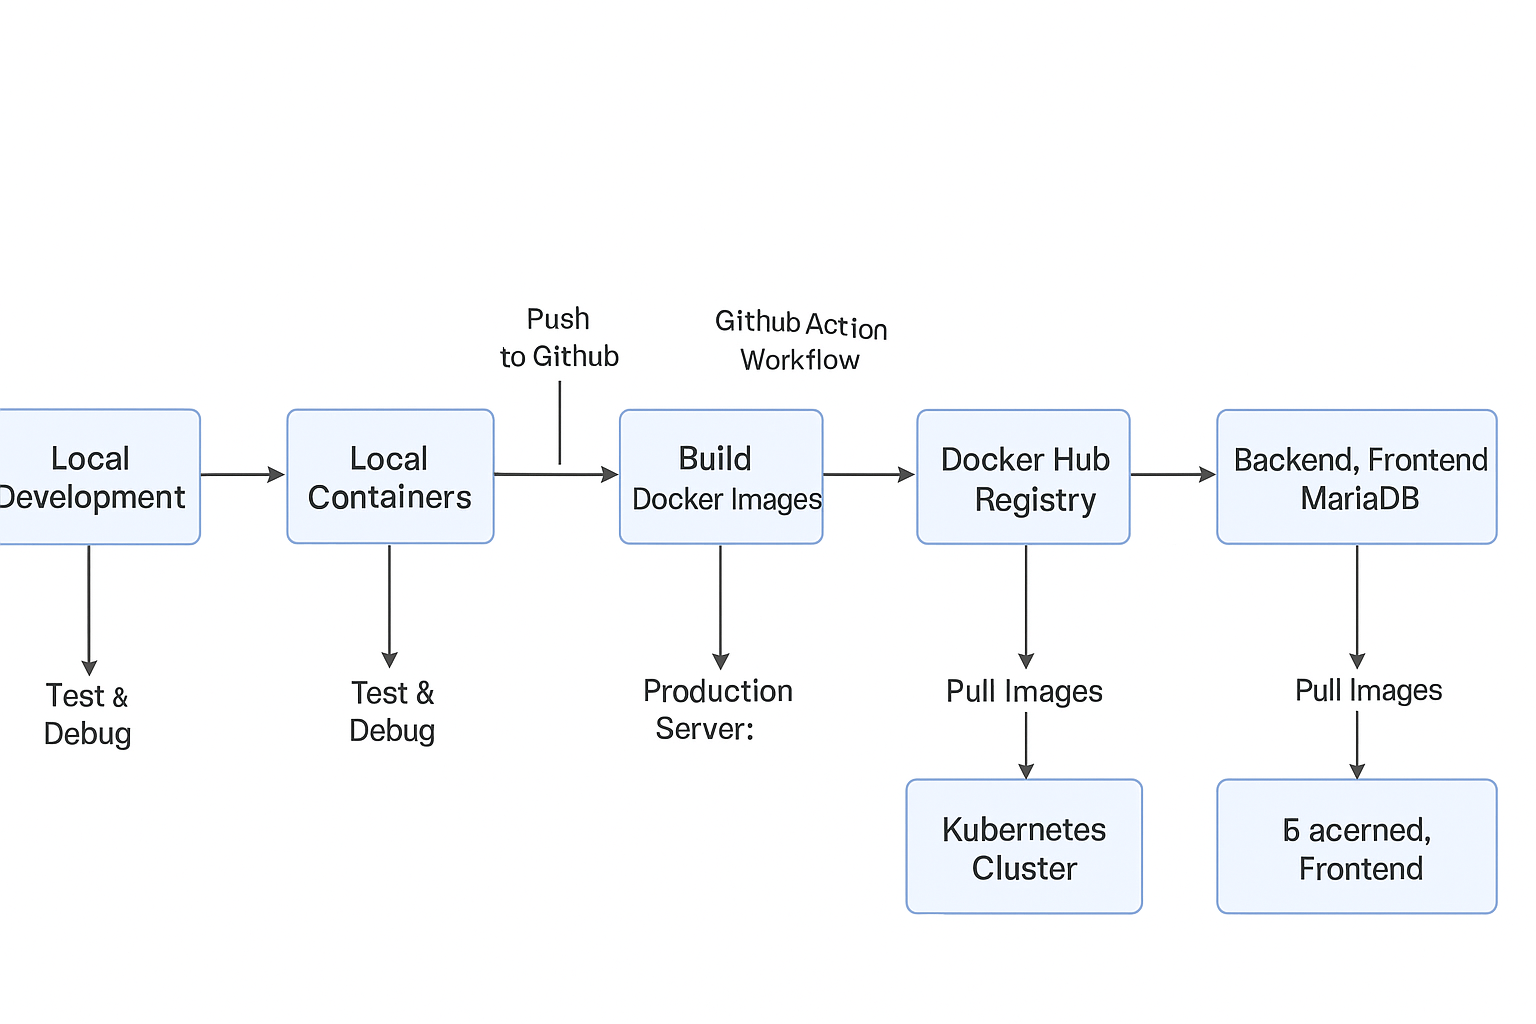 Push
to Github
Github Action
Workflow
Local
Development
Local
Containers
Build
Docker Images
Docker Hub
Registry
Backend, Frontend
MariaDB
Test &
Debug
Test &
Debug
Production
Server:
Pull Images
Pull Images
Kubernetes
Cluster
acerned,
Frontend